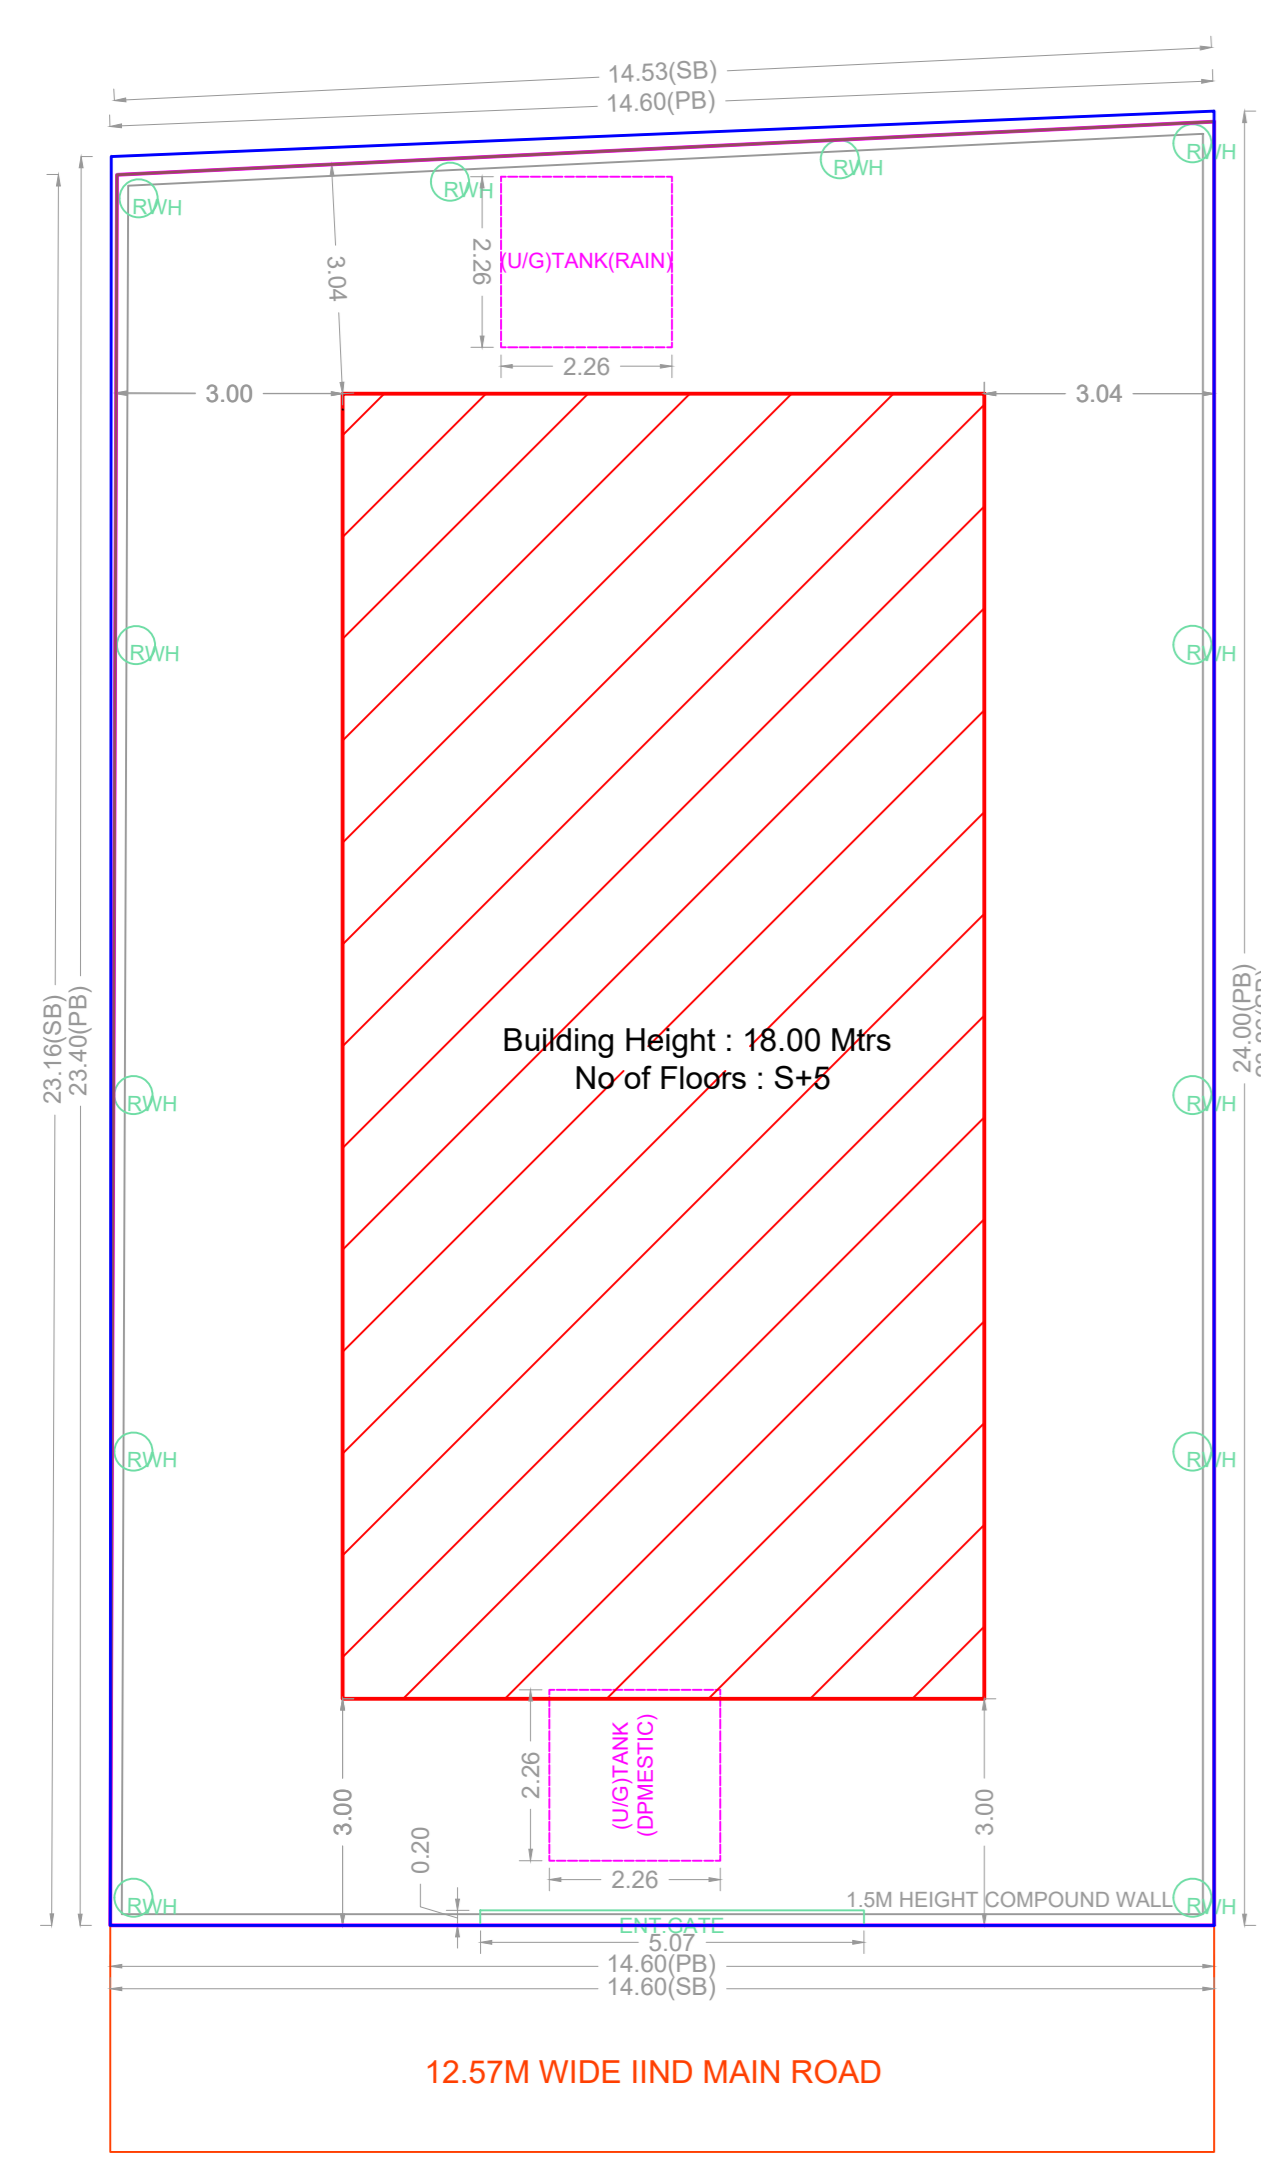 14.53(SB)
14.60(PB)
RWH
RWH
RWH
RWH
3.04
2.26
(U/G)TANK(RAIN)
2.26
3.00
3.04
RWH
RWH
23.16(SB)
23.40(PB)
24.00(PB)
Building Height : 18.00 Mtrs
No of Floors : S+5
RWH
RWH
RWH
RWH
3.00
2.26
(U/G)TANK
(DPMESTIC)
3.00
0.20
2.26
RWH
1.5M HEIGHT COMPOUND WALL
RWH
ENT.GATE
5.07
14.60(PB)
14.60(SB)
12.57M WIDE IIND MAIN ROAD